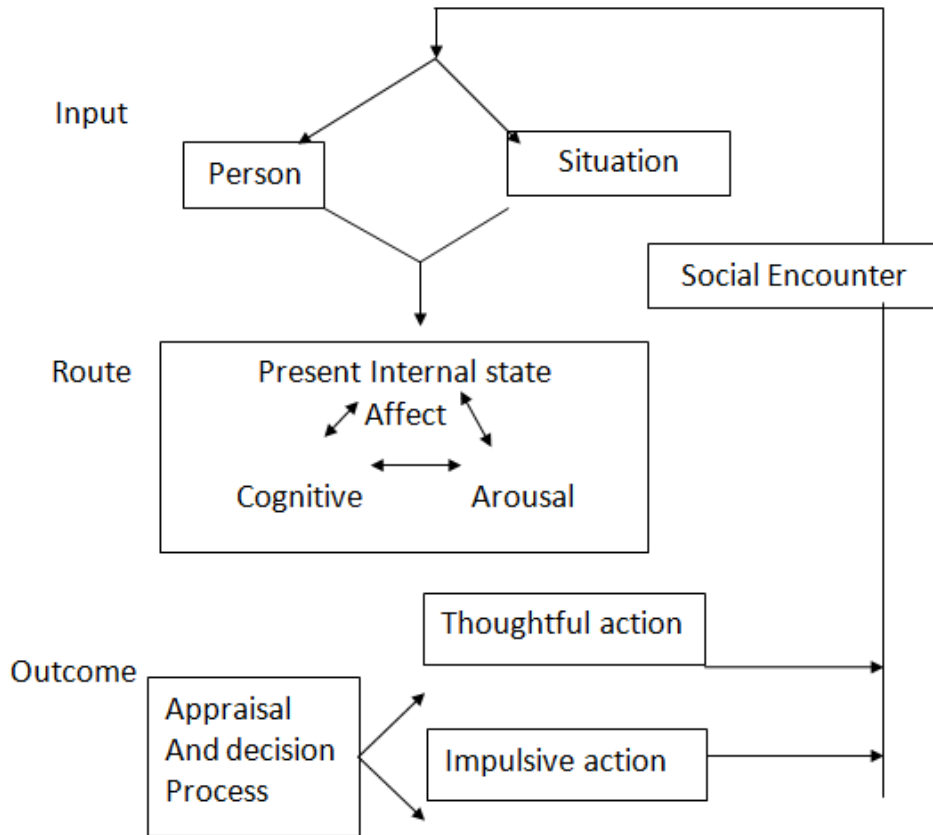 Input
Person
Situation
Social Encounter
Route
Present Internal state
Affect
Cognitive
Arousal
Thoughtful action
Outcome
Appraisal
And decision
Process
Impulsive action